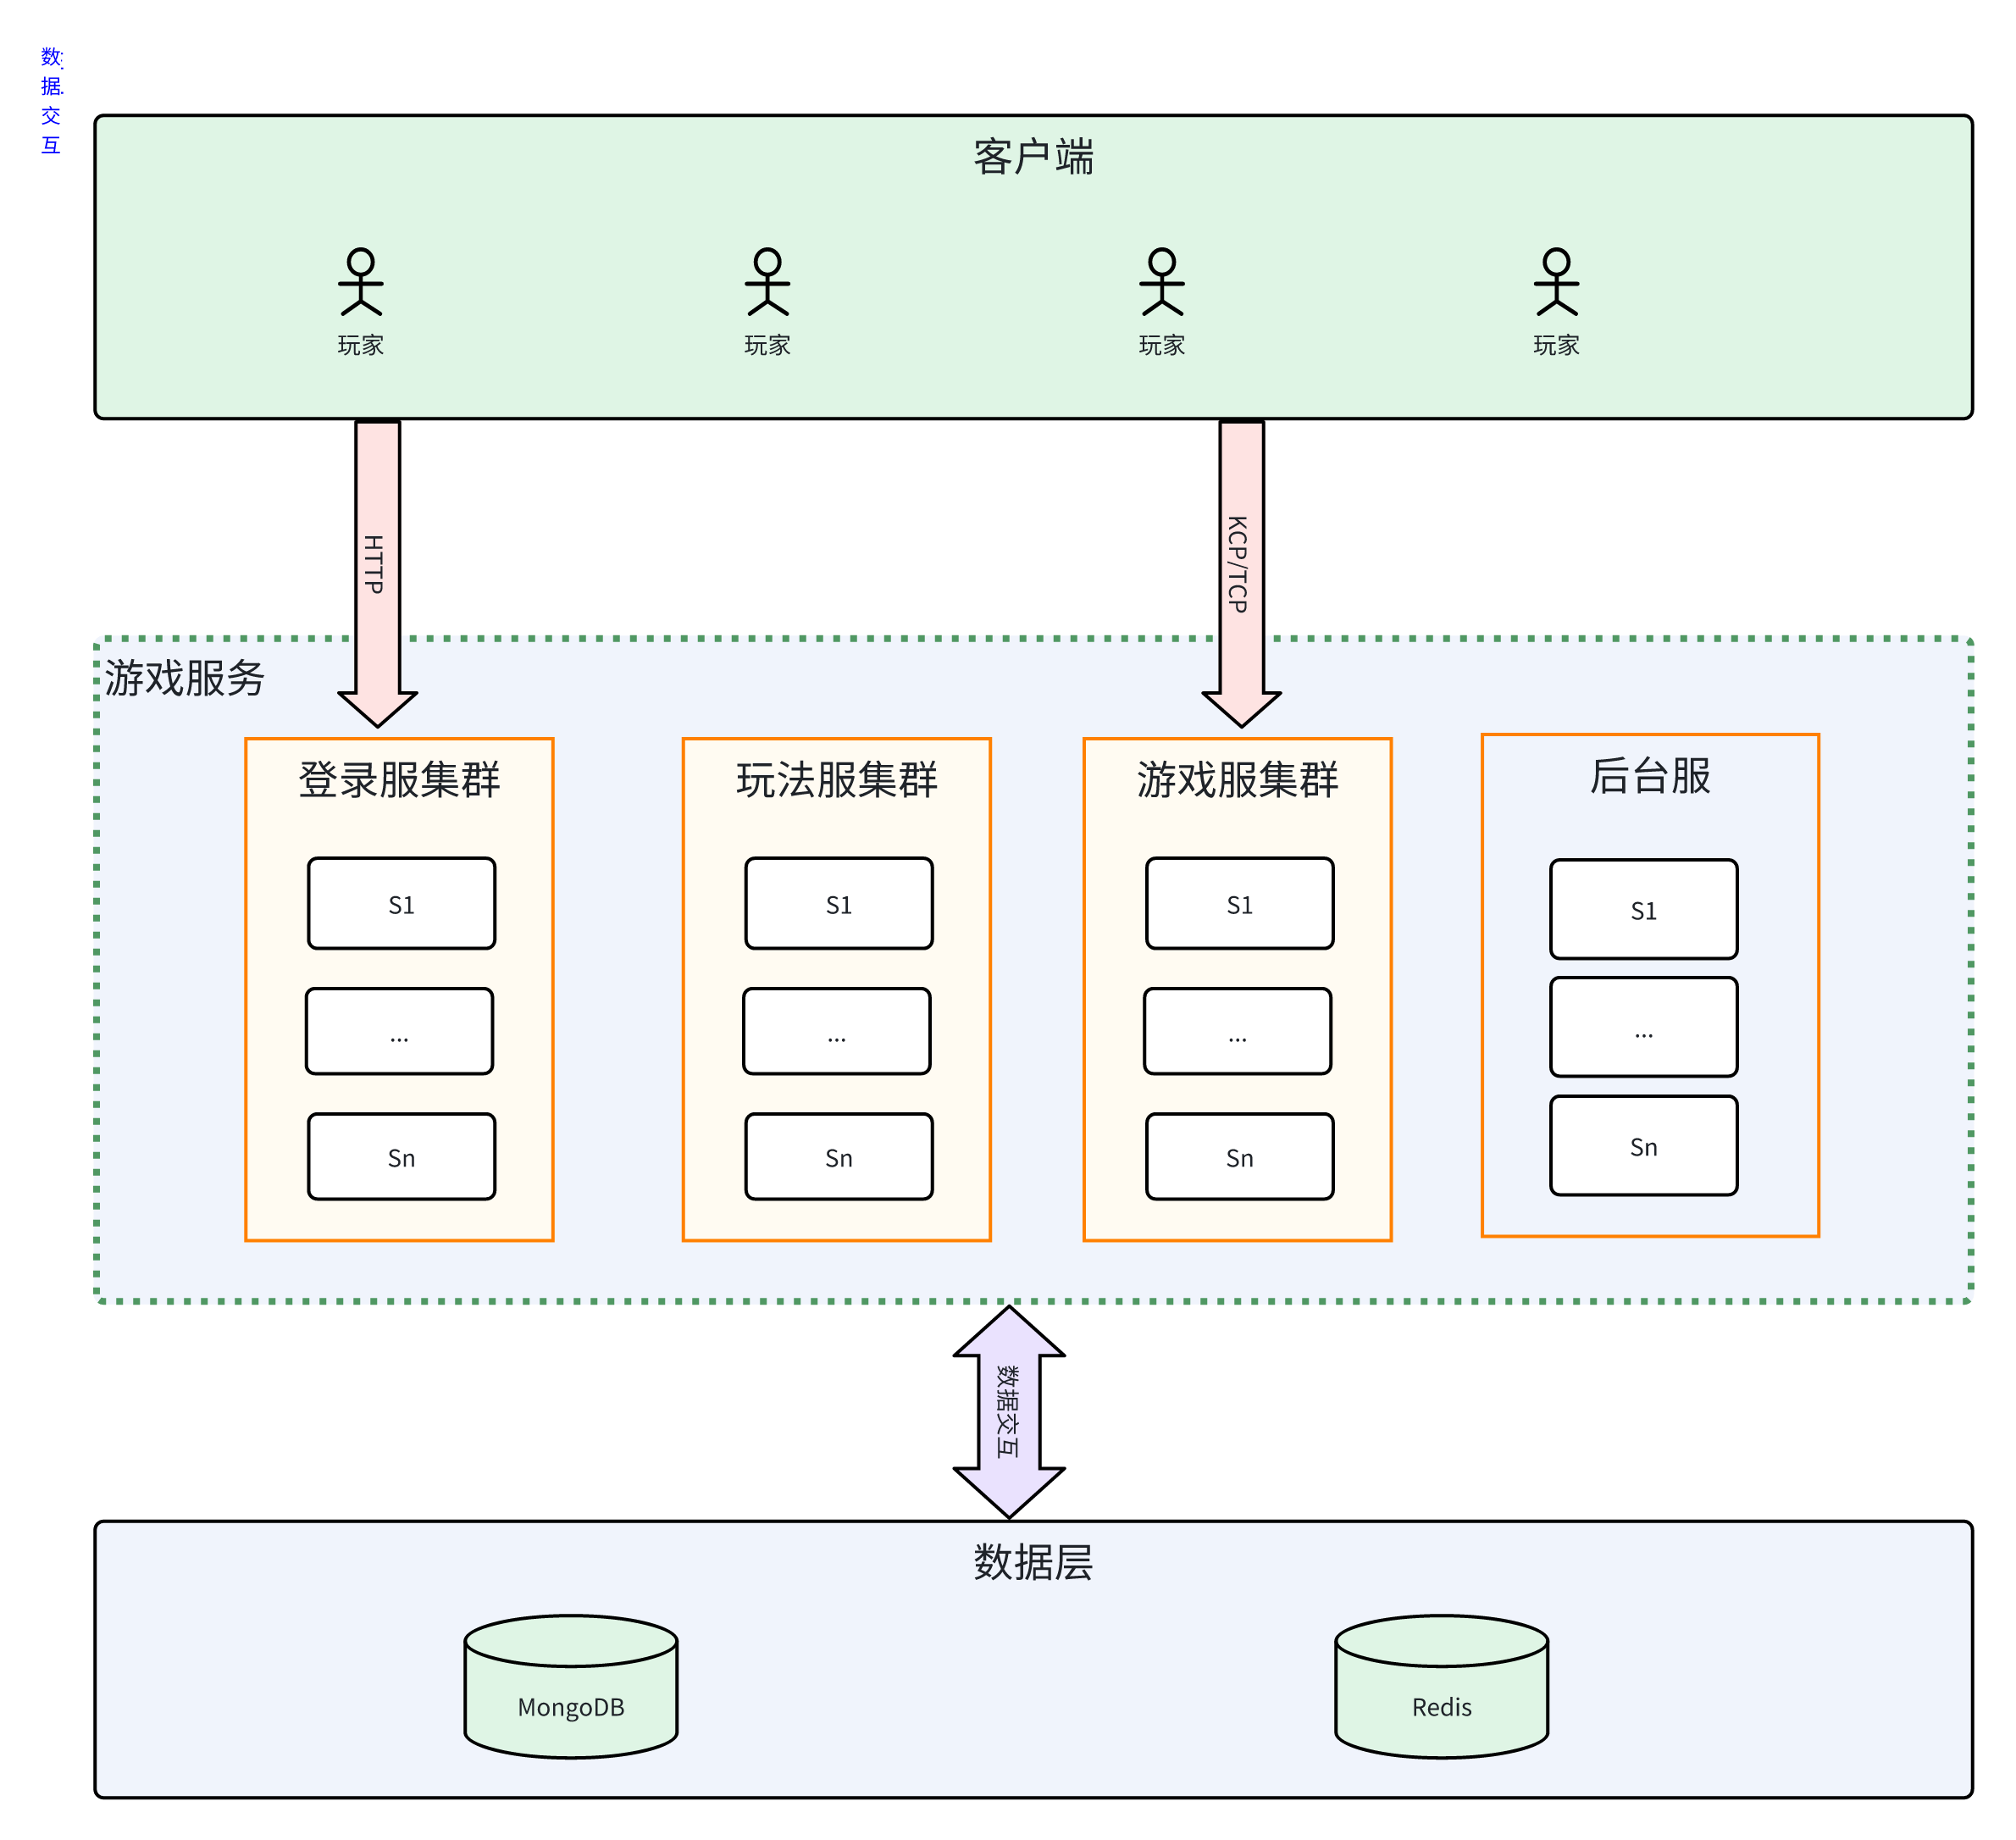 数
据
交
互
客户端
玩家 玩家 玩家 玩家
HTTP
KCP/TCP
游戏服务
登录服集群 玩法服集群 游戏服集群 后台服
S1 S1 S1 S1
... ... ... ...
Sn Sn Sn Sn
数据交互
数据层
MongoDB Redis